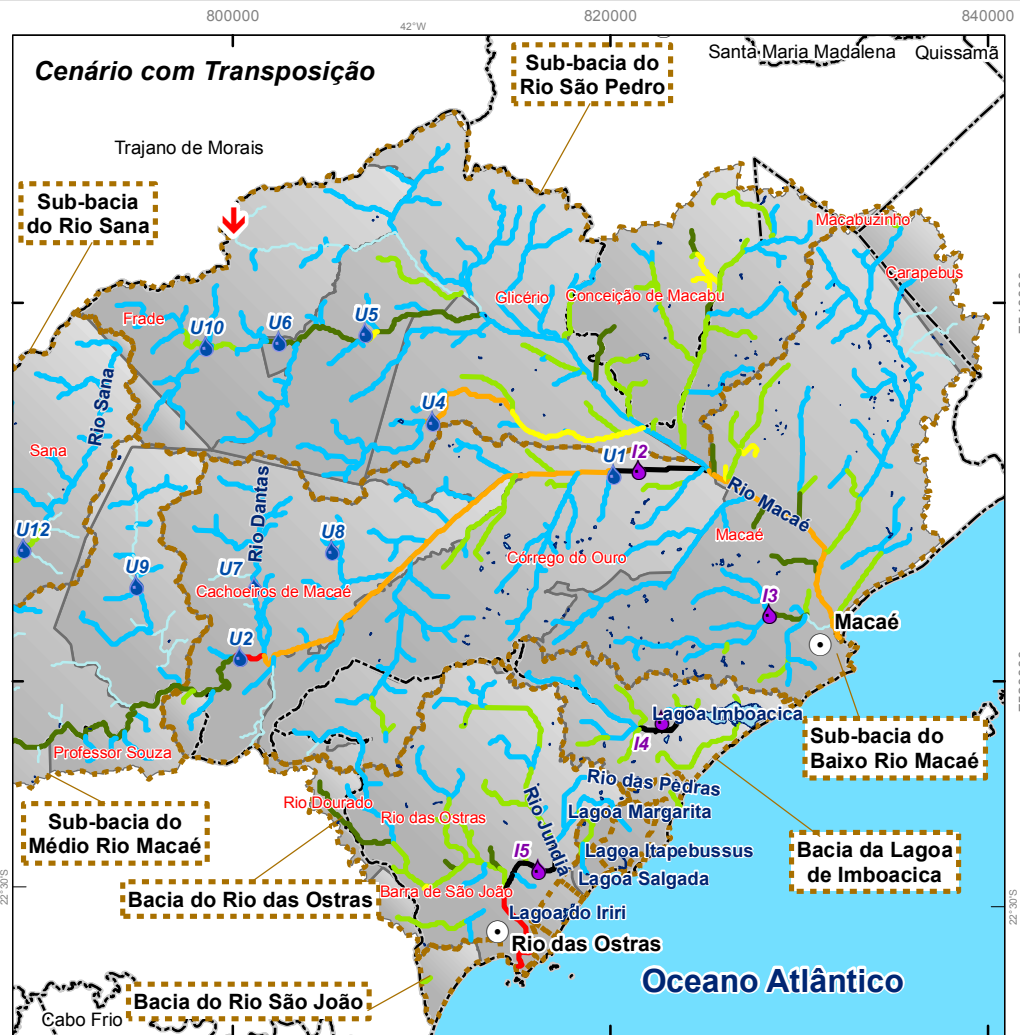 800000
820000
840000
42°W
Cenário com Transposição
Santa Maria Madalena
Quissamã
Sub-bacia do
Rio São Pedro
Trajano de Morais
Sub-bacia
do Rio Sana
Macabuzinho
Carapebus
Frade
Glicério
Conceição de Macabu
U10
U6
U5
Rio Sana
U4
Sana
U1
I2
Rio Dantas
Rio Macaé
U12
U8
Macaé
U9
U7
Córrego do Ouro
Cachoeiros de Macaé
I3
Macaé
U2
Lagoa Imboacica
I4
Professor Souza
Sub-bacia do
Baixo Rio Macaé
Rio das Pedras
Rio Dourado
Rio Jundiá
Lagoa Margarita
Rio das Ostras
Sub-bacia do
Médio Rio Macaé
I5
Lagoa Itapebussus
Bacia da Lagoa
de Imboacica
Lagoa Salgada
22°30'S
Bacia do Rio das Ostras
Barra de São João
Lagoa do Iriri
22°30'S
Rio das Ostras
Oceano Atlântico
Bacia do Rio São João
Cabo Frio